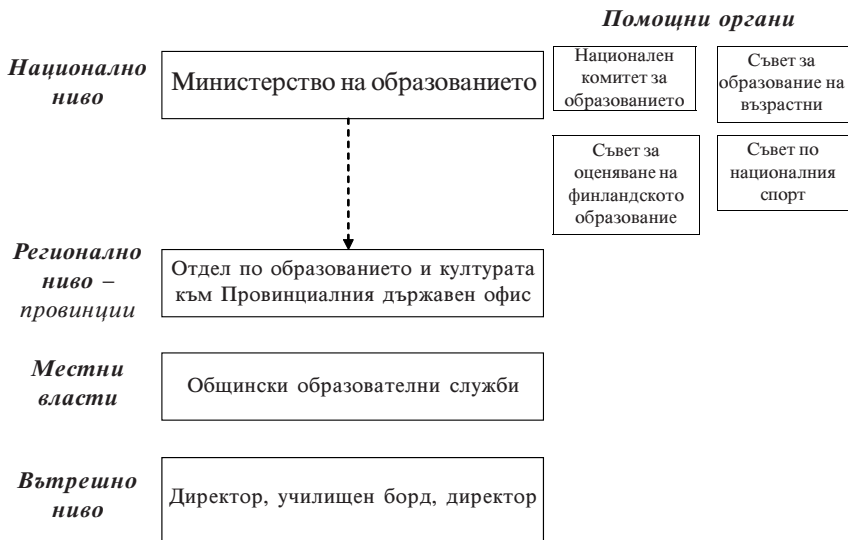 Помощни органи
Национално
ниво
Министерство на образованието
Национален
комитет за
образованието
Съвет за
образование на
възрастни
Съвет за
оценяване на
финландското
образование
Съвет по
националния
спорт
Регионално
ниво –
провинции
Отдел по образованието и културата
към Провинциалния държавен офис
Местни
власти
Общински образователни служби
Вътрешно
ниво
Директор, училищен борд, директор